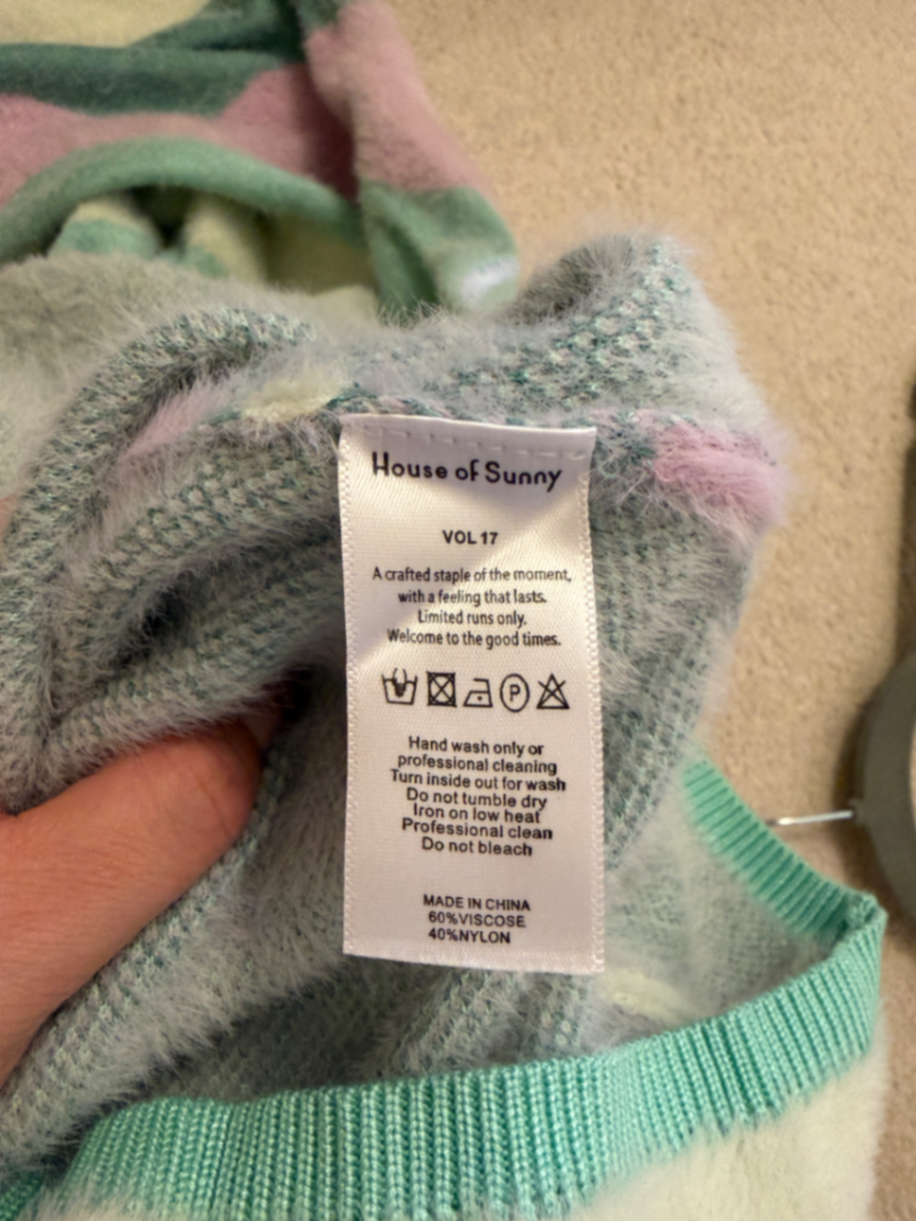 House of Sunny
VOL 17
A crafted staple of the moment,
with a feeling that lasts.
Limited runs only.
Welcome to the good times.
P
Hand wash only or
professional cleaning
Turn inside out for wash
Do not tumble dry
Iron on low heat
Professional clean
Do not bleach
MADE IN CHINA
60%VISCOSE
40%NYLON